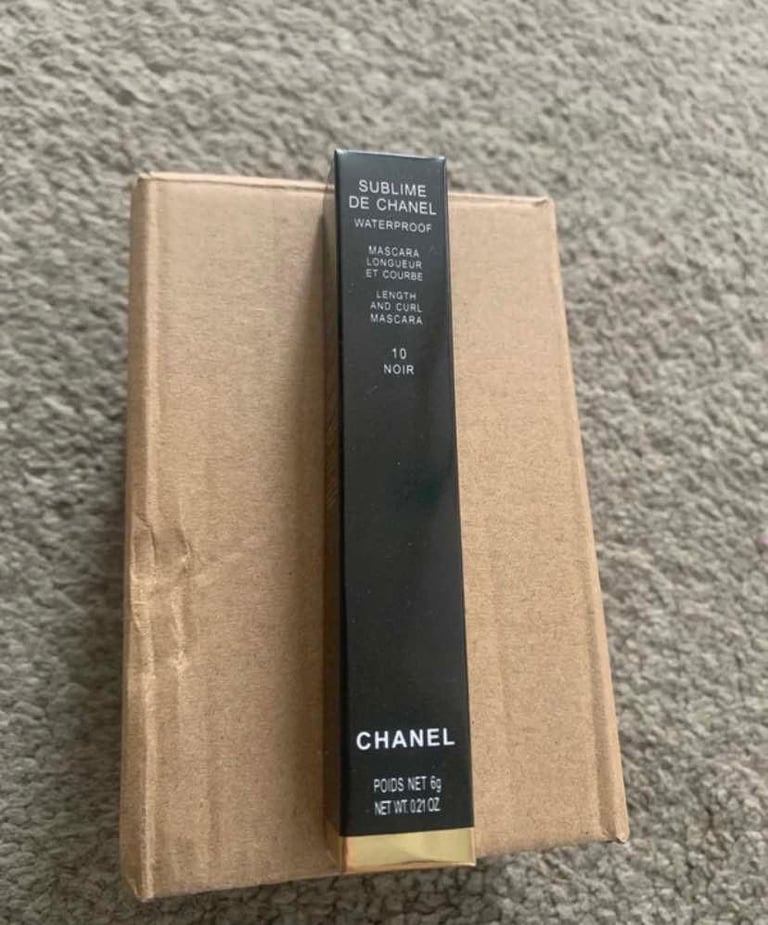 SUBLIME
DE CHANEL
WATERPROOF
MASCARA
LONGUEUR
ET COURBE
LENGTH
AND CURL
MASCARA
10
NOIR
CHANEL
POIDS NET 6g
NET WT. 0.21 OZ.